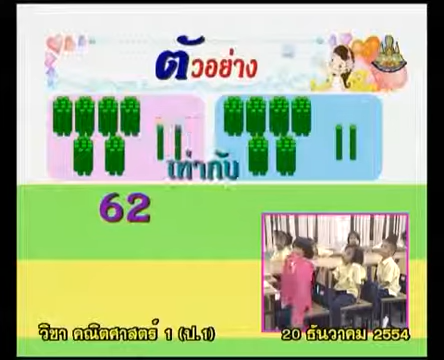 ตัวอย่าง
เท่ากับ
62
วิชา คณิตศาสตร์ 1 (ป.1)
20 ธันวาคม 2554